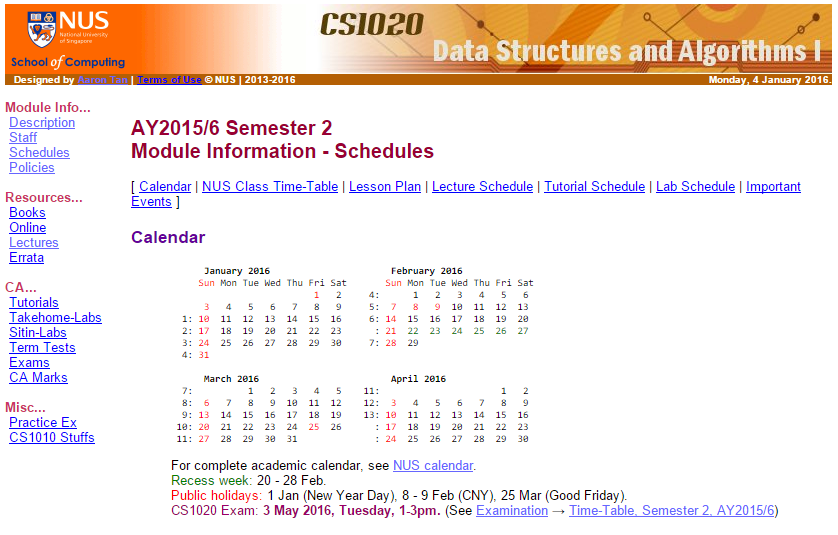 NUS
National University
of Singapore
School of Computing
CS1020
Data Structures and Algorithms I
Designed by Aaron Tan | Terms of Use © NUS | 2013-2016
Monday, 4 January 2016.
Module Info...
Description
Staff
Schedules
Policies
Resources...
Books
Online
Lectures
Errata
CA...
Tutorials
Takehome-Labs
Sitin-Labs
Term Tests
Exams
CA Marks
Misc...
Practice Ex
CS1010 Stuffs
AY2015/6 Semester 2
Module Information - Schedules
[ Calendar | NUS Class Time-Table | Lesson Plan | Lecture Schedule | Tutorial Schedule | Lab Schedule | Important
Events ]
Calendar
January 2016
Sun Mon Tue Wed Thu Fri Sat
1 2
3 4 5 6 7 8 9
1: 10 11 12 13 14 15 16
2: 17 18 19 20 21 22 23
3: 24 25 26 27 28 29 30
4: 31
February 2016
Sun Mon Tue Wed Thu Fri Sat
4: 1 2 3 4 5 6
5: 7 8 9 10 11 12 13
6: 14 15 16 17 18 19 20
: 21 22 23 24 25 26 27
7: 28 29
March 2016
7: 1 2 3 4 5
8: 6 7 8 9 10 11 12
9: 13 14 15 16 17 18 19
10: 20 21 22 23 24 25 26
11: 27 28 29 30 31
April 2016
11: 1 2
12: 3 4 5 6 7 8 9
13: 10 11 12 13 14 15 16
: 17 18 19 20 21 22 23
: 24 25 26 27 28 29 30
For complete academic calendar, see NUS calendar.
Recess week: 20 - 28 Feb.
Public holidays: 1 Jan (New Year Day), 8 - 9 Feb (CNY), 25 Mar (Good Friday).
CS1020 Exam: 3 May 2016, Tuesday, 1-3pm. (See Examination → Time-Table, Semester 2, AY2015/6)